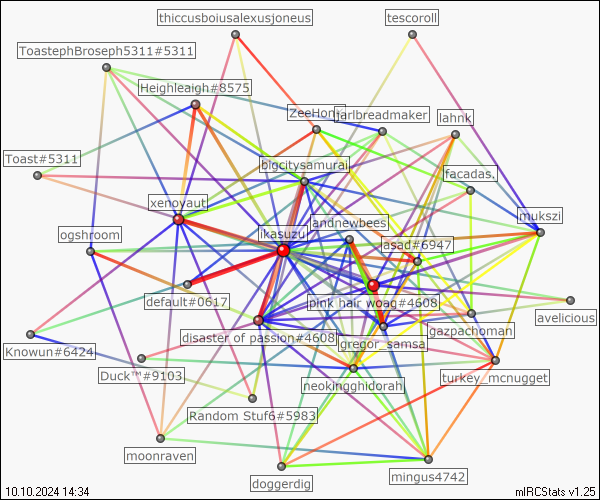 thiccusboiusalexusjoneus
tescoroll
ToastephBroseph5311#5311
Heighleaigh#8575
ZeeHond
jarlbreadmaker
lahnk
Toast#5311
bigcitysamurai
facadas.
xenoyaut
mukszi
ogshroom
ikasuzu
landnewbees
asad#6947
default#0617
pink hair woag#4608
avelicious
disaster of passion#4608
gregor_samsa
gazpachoman
Knowun#6424
Duck™#9103
neokingghidorah
turkey_mcnugget
Random Stuf6#5983
moonraven
doggerdig
mingus4742
10.10.2024 14:34
mIRCStats v1.25